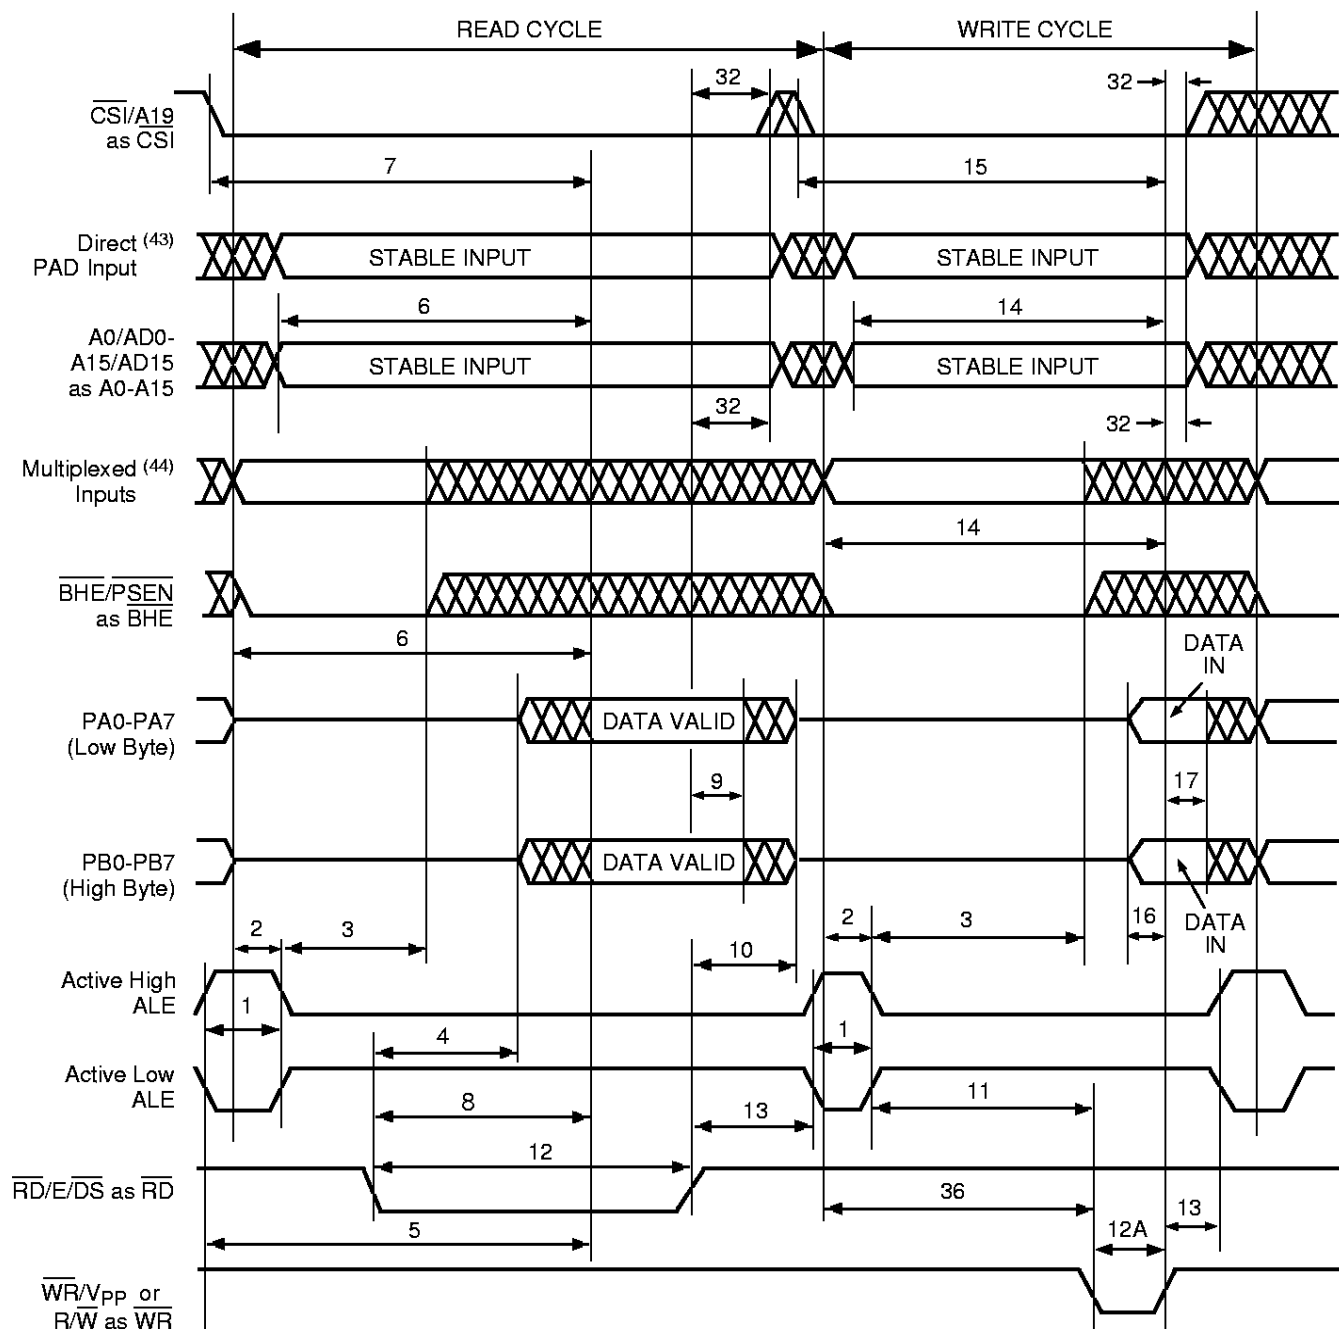 READ CYCLE
WRITE CYCLE
32
32
CSI/A19
as CSI
7
15
Direct (43)
PAD Input
STABLE INPUT
STABLE INPUT
6
14
A0/AD0-
A15/AD15
as A0-A15
STABLE INPUT
STABLE INPUT
32
32
Multiplexed (44)
Inputs
14
BHE/PSEN
as BHE
6
DATA
IN
PA0-PA7
(Low Byte)
DATA VALID
9
17
PB0-PB7
(High Byte)
DATA VALID
2
3
10
2
3
16
DATA
IN
Active High
ALE
1
1
4
Active Low
ALE
8
13
11
12
RD/E/DS as RD
36
13
5
12A
WR/VPP or
R/W as WR